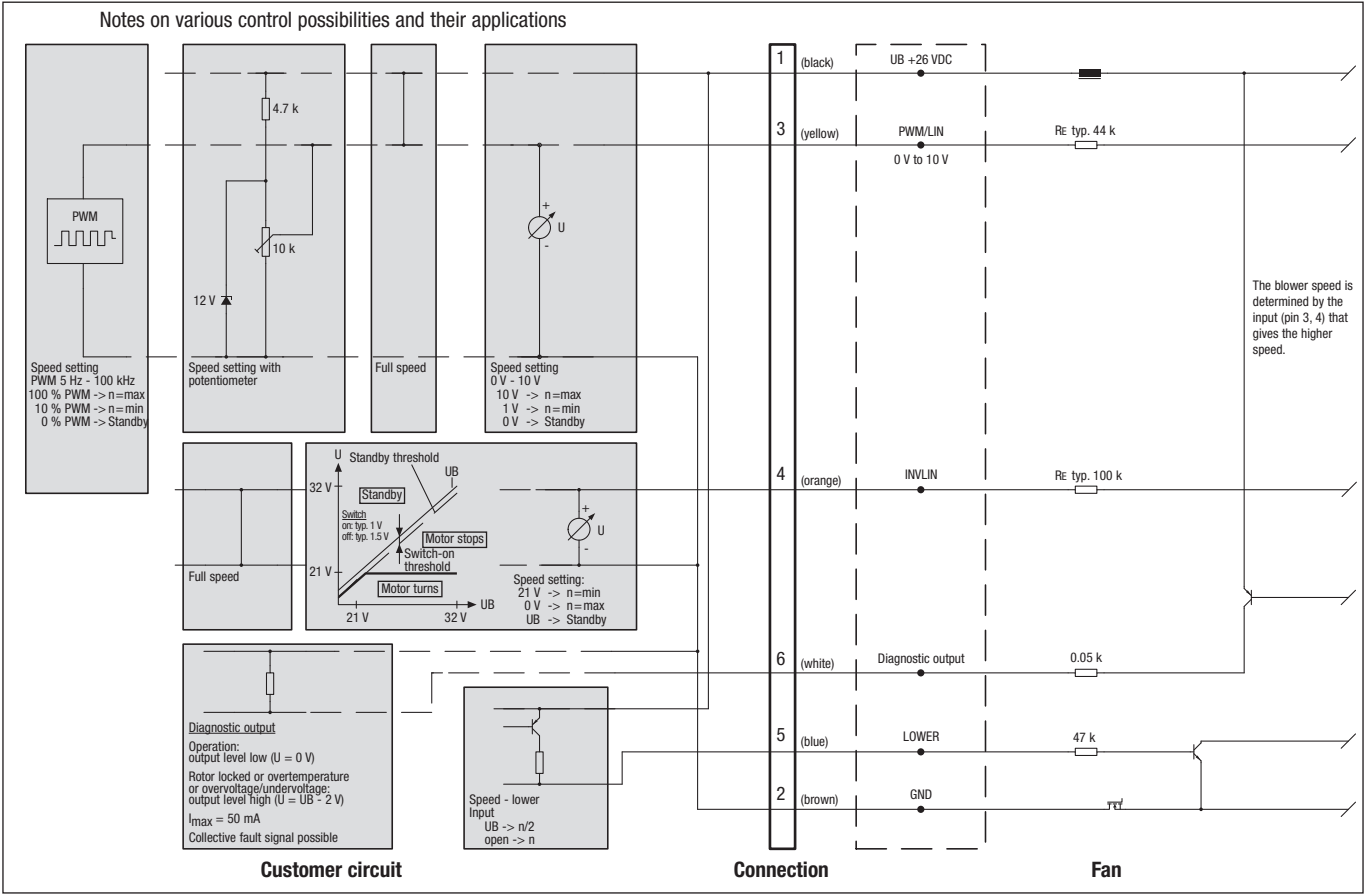 Notes on various control possibilities and their applications
4.7 k
PWM
10 k
12 V
+
U
-
Speed setting
PWM 5 Hz - 100 kHz
100 % PWM -> n=max
10 % PWM -> n=min
0 % PWM -> Standby
Speed setting with
potentiometer
Full speed
Speed setting
0 V - 10 V
10 V -> n=max
1 V -> n=min
0 V -> Standby
1
(black)
UB +26 VDC
3
(yellow)
PWM/LIN
0 V to 10 V
RE typ. 44 k
The blower speed is
determined by the
input (pin 3, 4) that
gives the higher
speed.
Full speed
U
Standby threshold
UB
32 V
Standby
Switch
on: typ. 1 V
off: typ. 1.5 V
Motor stops
Switch-on
threshold
21 V
Motor turns
UB
21 V
32 V
+
U
-
Speed setting:
21 V -> n=min
0 V -> n=max
UB -> Standby
4
(orange)
INVLIN
RE typ. 100 k
6
(white)
Diagnostic output
0.05 k
Diagnostic output
Operation:
output level low (U = 0 V)
Rotor locked or overtemperature
or overvoltage/undervoltage:
output level high (U = UB - 2 V)
Imax = 50 mA
Collective fault signal possible
Speed - lower
Input
UB -> n/2
open -> n
5
(blue)
LOWER
47 k
2
(brown)
GND
Customer circuit
Connection
Fan